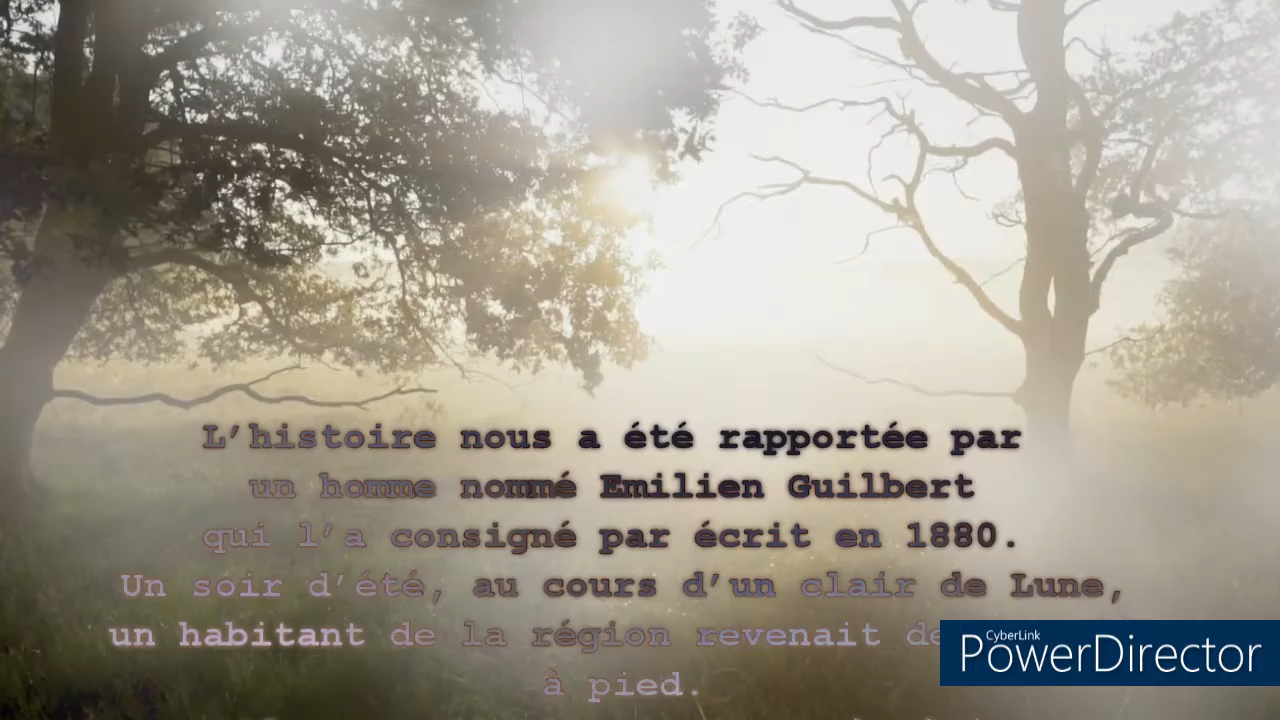 L'histoire nous a été rapportée par
un homme nommé Emilien Guilbert
qui l'a consigné par écrit en 1880.
Un soir d'été, au cours d'un clair de Lune,
un habitant de la région revenait
à pied.
CyberLink
PowerDirector